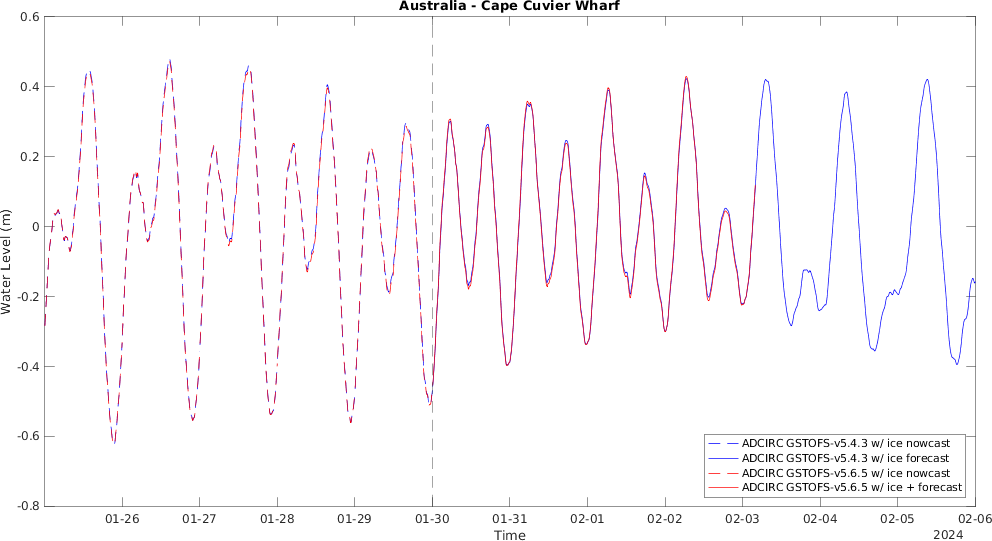 Australia - Cape Cuvier Wharf
Water Level (m)
0.6
0.4
0.2
0
-0.2
-0.4
-0.6
-0.8
01-26 01-27 01-28 01-29 01-30 01-31 02-01 02-02 02-03 02-04 02-05 02-06
Time
2024
ADCIRC GSTOFS-v5.4.3 w/ ice nowcast
ADCIRC GSTOFS-v5.4.3 w/ ice forecast
ADCIRC GSTOFS-v5.6.5 w/ ice nowcast
ADCIRC GSTOFS-v5.6.5 w/ ice + forecast